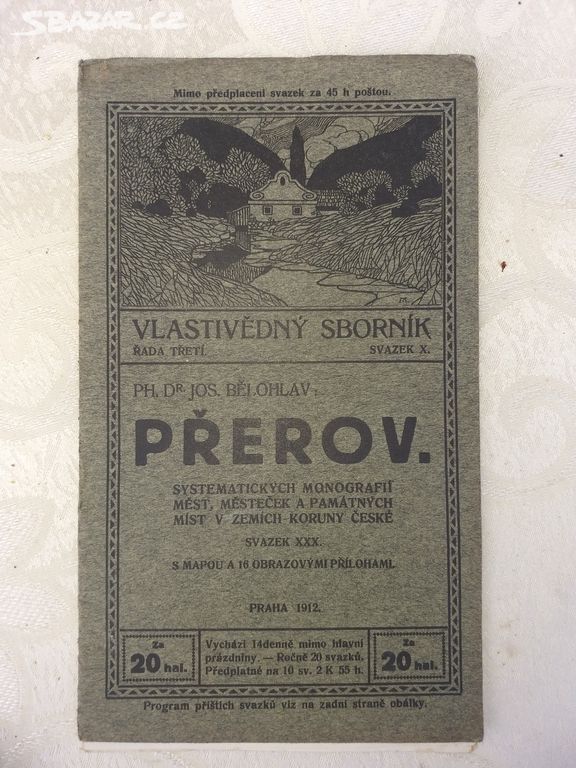 SBAZAR.CZ
Mimo předplacení svazek za 45 h poštou.
VLASTIVĚDNÝ SBORNÍK
ŘADA TŘETÍ. SVAZEK X.
PH. DR. JOS. BĚLOHLAV:
PŘEROV.
SYSTEMATICKÝCH MONOGRAFIÍ
MĚST, MĚSTEČEK A PAMÁTNÝCH
MÍST V ZEMÍCH KORUNY ČESKÉ
SVAZEK XXX.
S MAPOU A 16 OBRAZOVÝMI PŘÍLOHAMI.
PRAHA 1912.
Za
20 hal.
Vychází 14denně mimo hlavní
prázdniny. — Ročně 20 svazků.
Předplatné na 10 sv. 2 K 55 h.
Za
20 hal.
Program příštích svazků viz na zadní straně obálky.